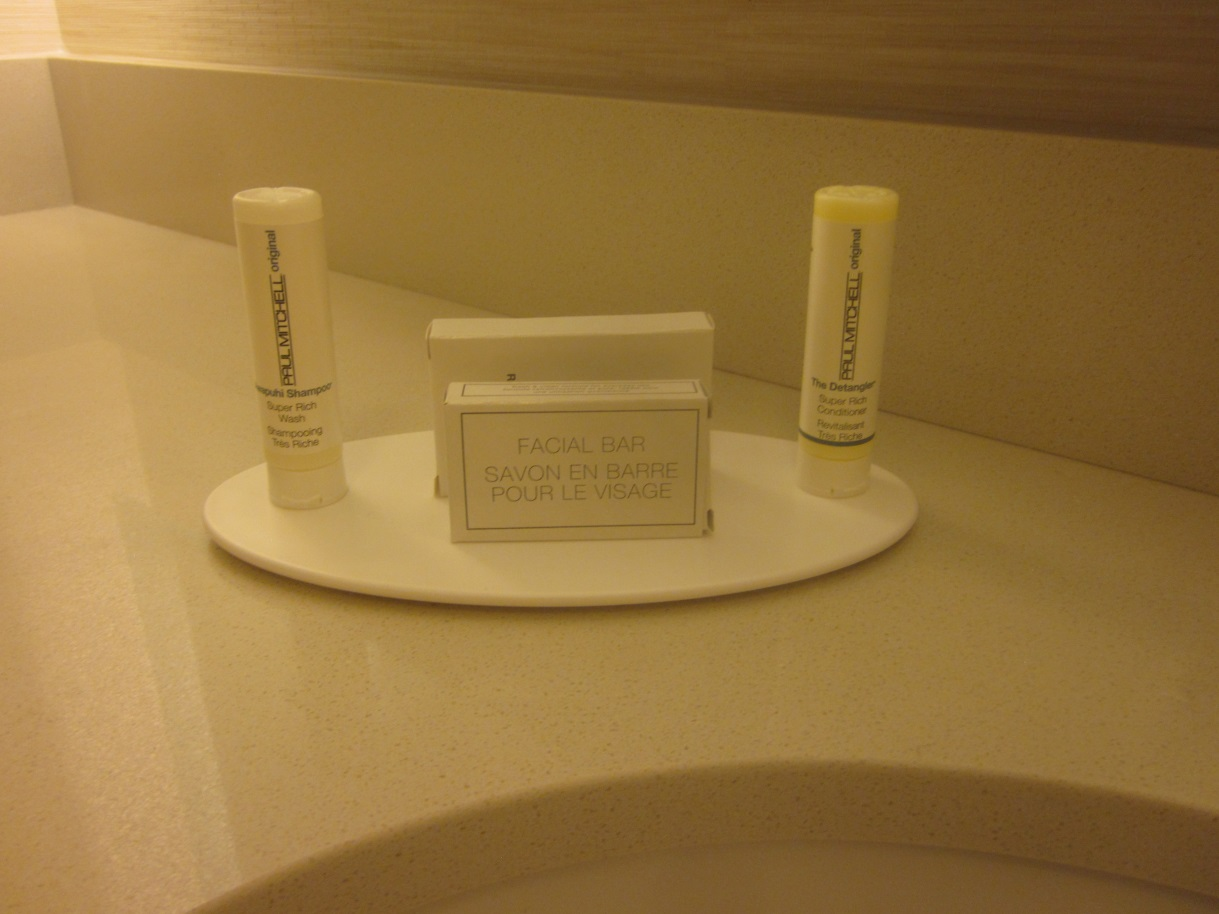 PAUL MITCHELL original
Shampoo
Super Rich
Wash
Shampooing
Très Riche
R
FACIAL BAR
SAVON EN BARRE
POUR LE VISAGE
PAUL MITCHELL original
The Detangler
Super Rich
Conditioner
Revitalisant
Très Riche